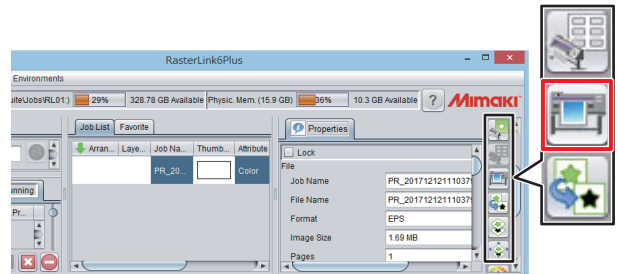 RasterLink6Plus
Environments
uite\Jobs\RL01:) 29% 328.78 GB Available Physic. Mem. (15.9 GB) 36% 10.3 GB Available ? Mimaki
Job List Favorite Properties
Arran... Laye... Job Na... Thumb... Attribute
Lock
File
PR_20... Color
Job Name PR_20171212111037
File Name PR_20171212111037
nning
Pr...
Format EPS
Image Size 1.69 MB
Pages 1